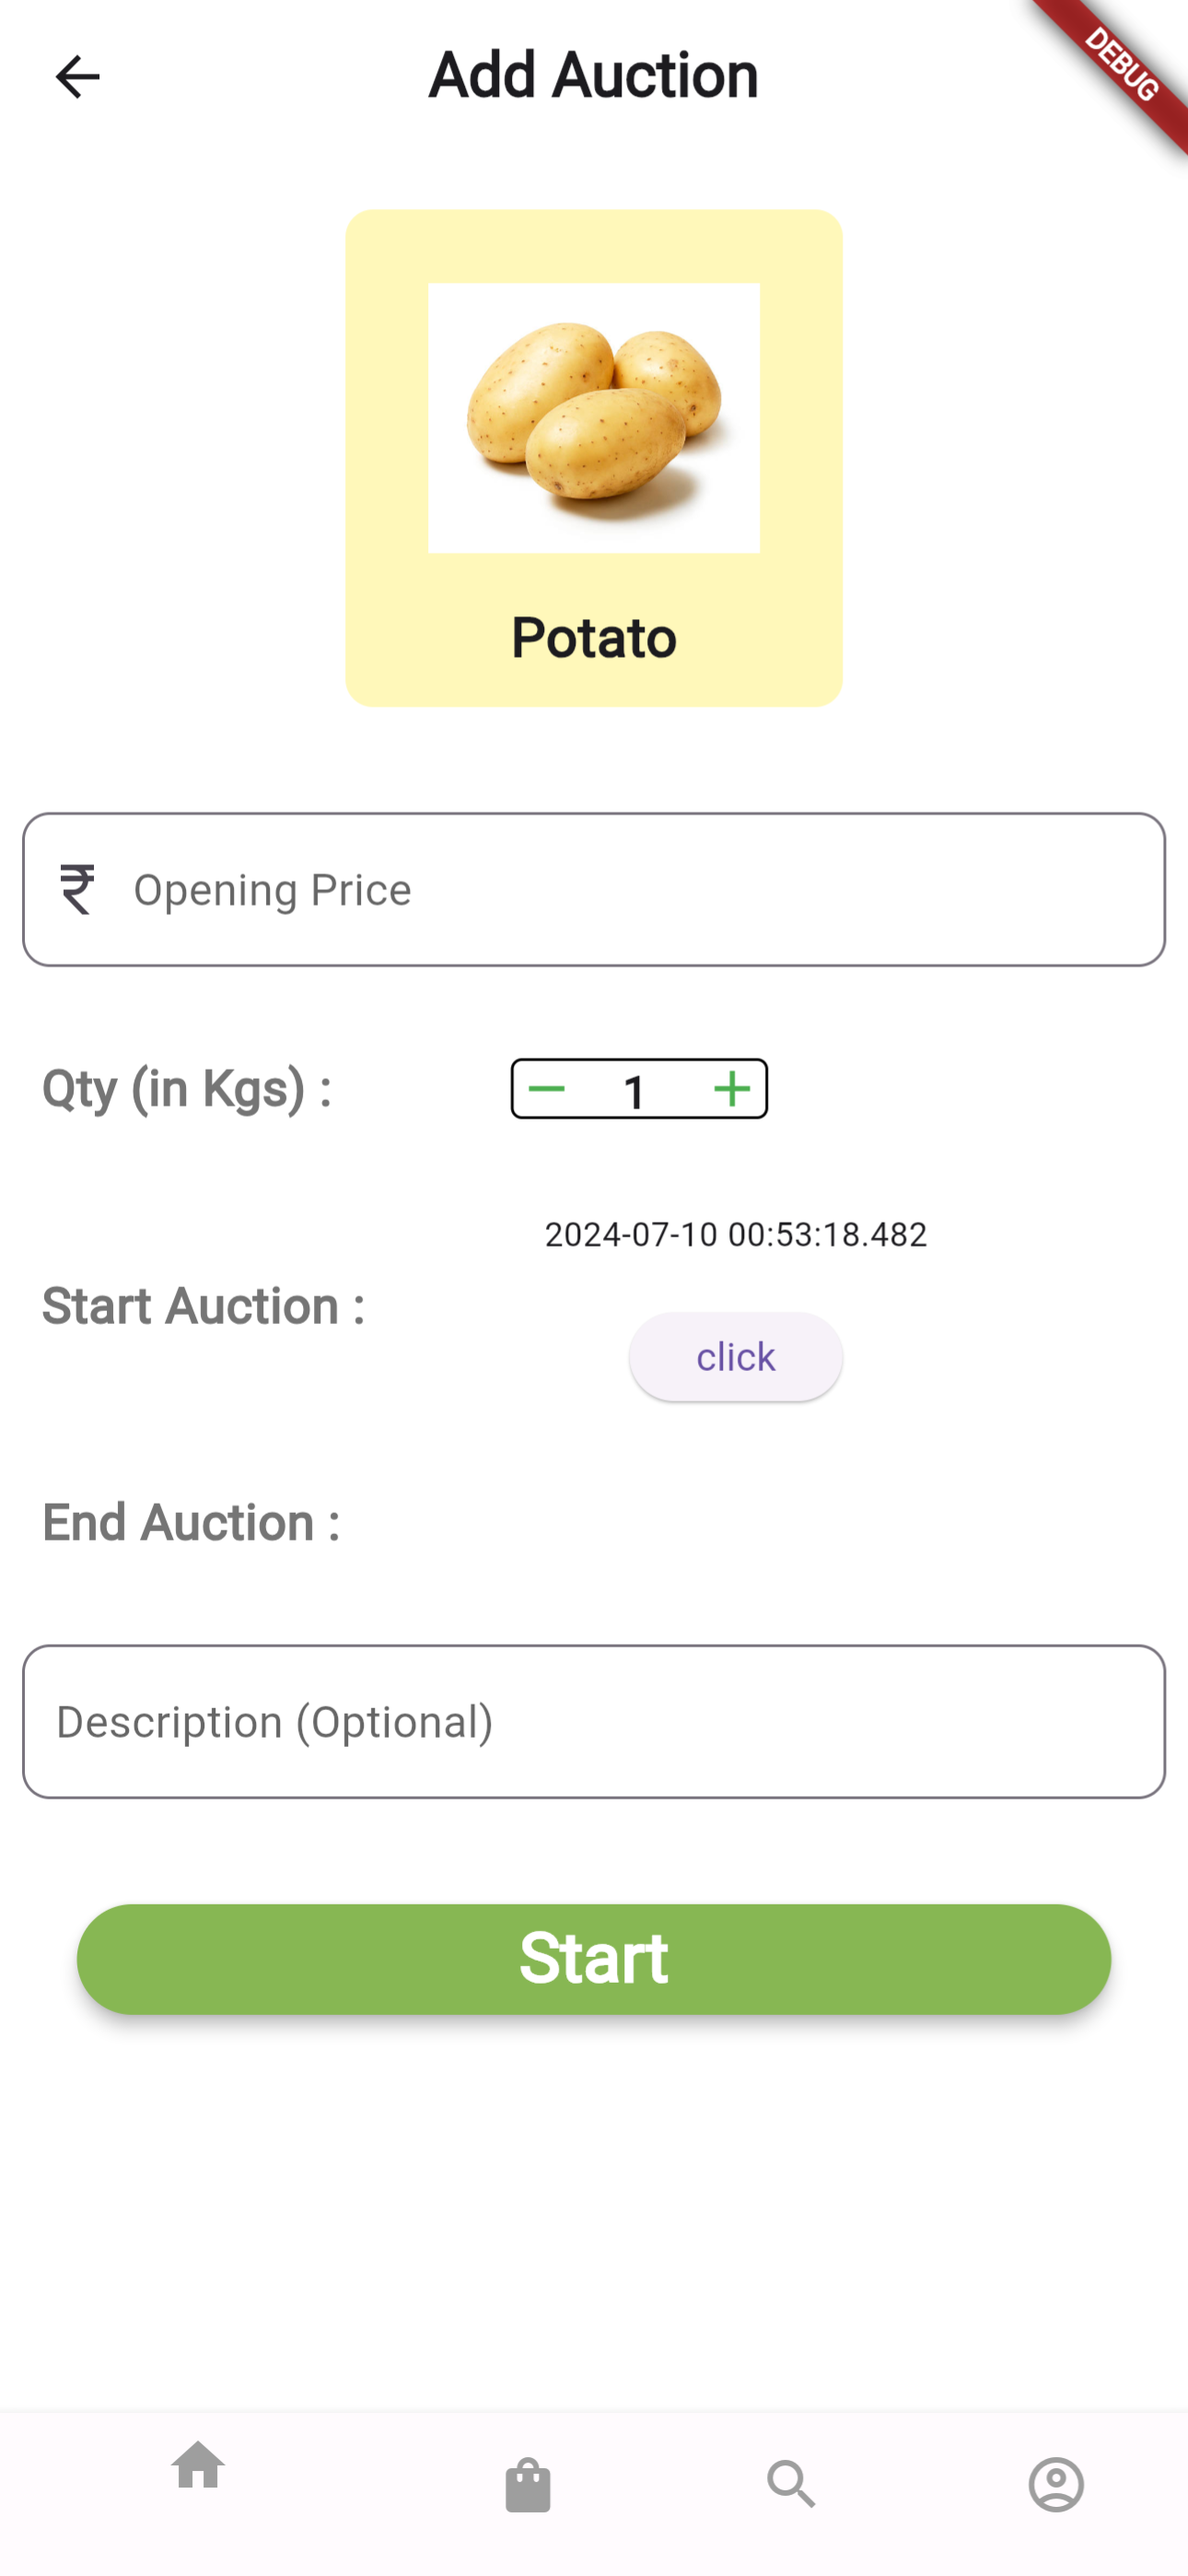 Add Auction
DEBUG
Potato
₹ Opening Price
Qty (in Kgs) : 1
2024-07-10 00:53:18.482
Start Auction :
click
End Auction :
Description (Optional)
Start